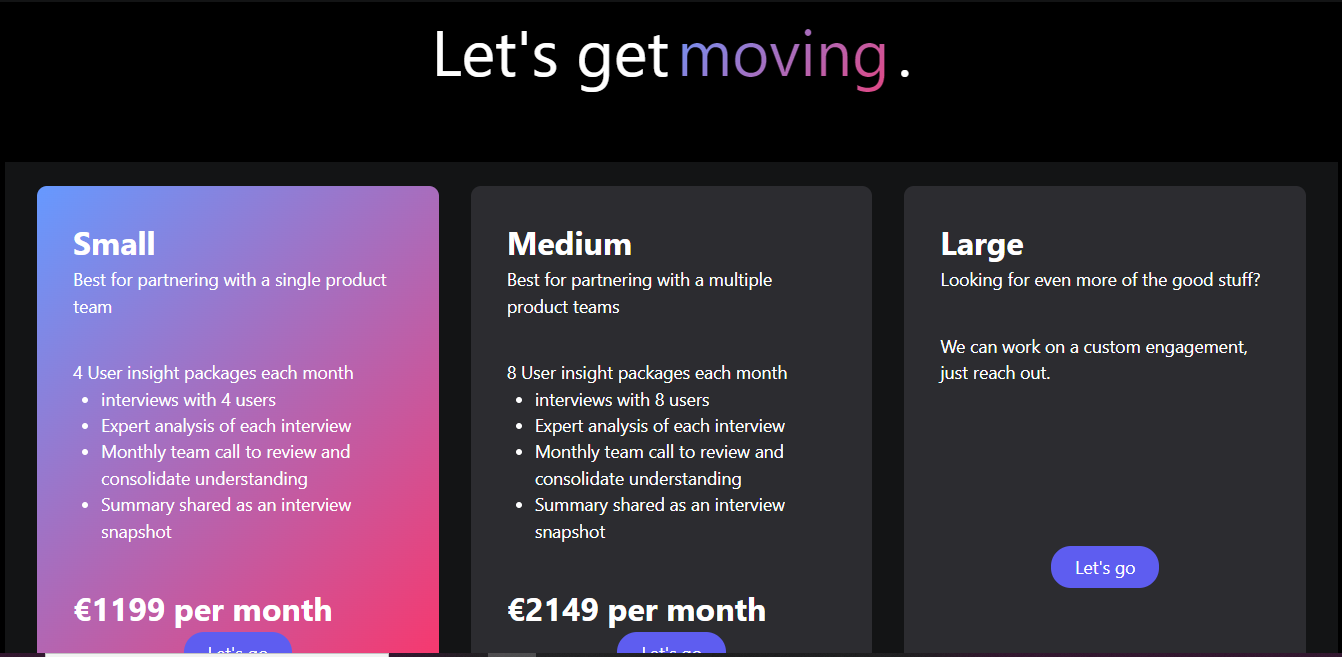 Let's get moving .
Small
Best for partnering with a single product
team
4 User insight packages each month
• interviews with 4 users
• Expert analysis of each interview
• Monthly team call to review and
consolidate understanding
• Summary shared as an interview
snapshot
€1199 per month
Let's go
Medium
Best for partnering with a multiple
product teams
8 User insight packages each month
• interviews with 8 users
• Expert analysis of each interview
• Monthly team call to review and
consolidate understanding
• Summary shared as an interview
snapshot
€2149 per month
Let's go
Large
Looking for even more of the good stuff?
We can work on a custom engagement,
just reach out.
Let's go